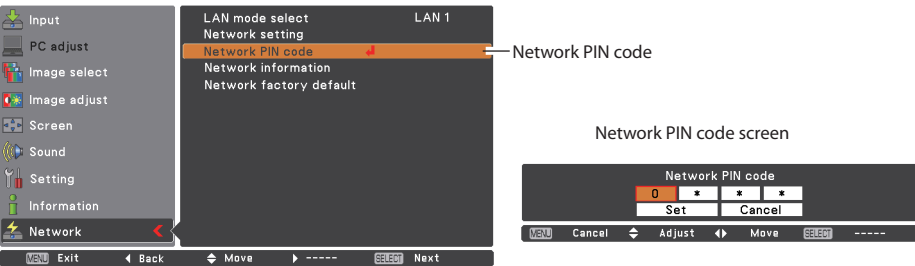 Input
PC adjust
Image select
Image adjust
Screen
Sound
Setting
Information
Network
LAN mode select LAN 1
Network setting
Network PIN code
Network information
Network factory default
MENU Exit Back Move ----- SELECT Next
Network PIN code
Network PIN code screen
Network PIN code
0 * * *
Set Cancel
MENU Cancel Adjust Move SELECT -----